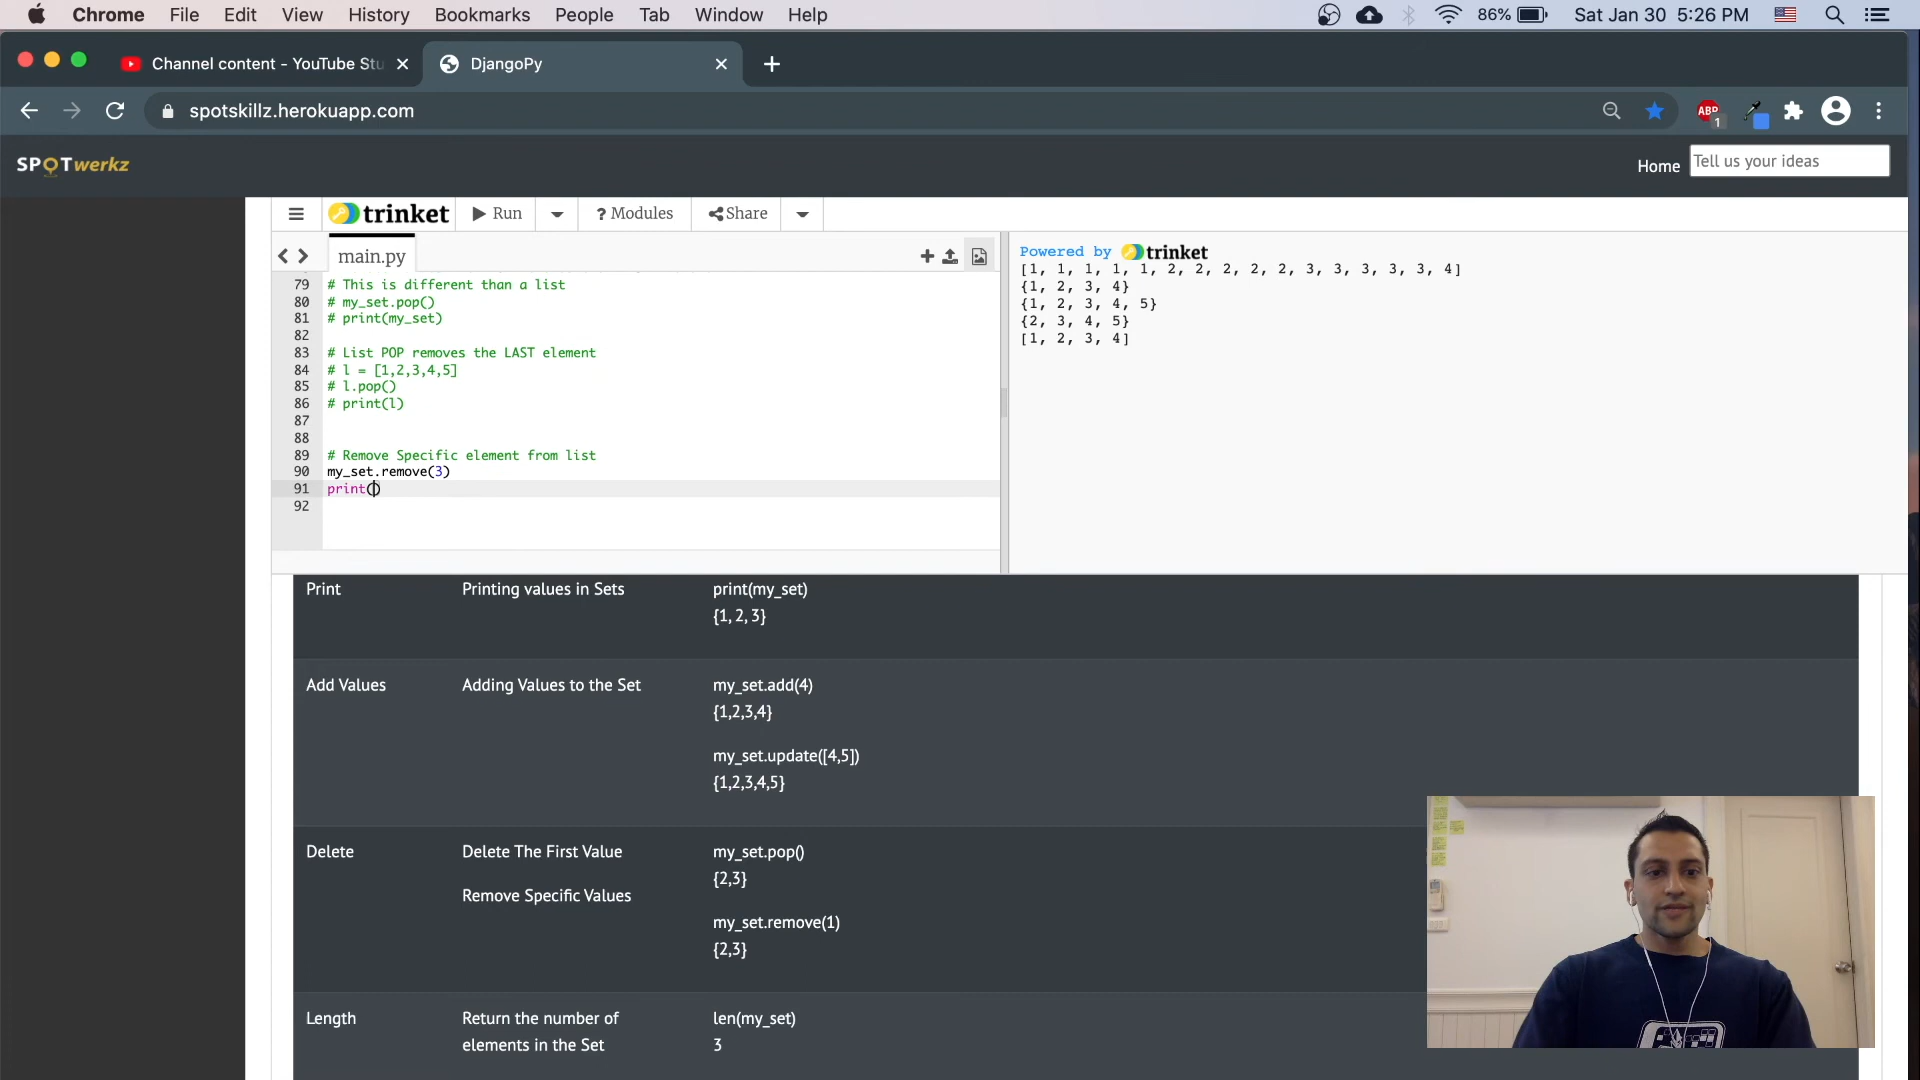 Chrome File Edit View History Bookmarks People Tab Window Help 86% Sat Jan 30 5:26 PM
Channel content - YouTube Stu DjangoPy
spotskillz.herokuapp.com ABP 1
SPOTwerkz Home Tell us your ideas
trinket Run ? Modules Share
main.py
79 # This is different than a list
80 # my_set.pop()
81 # print(my_set)
82
83 # List POP removes the LAST element
84 # l = [1,2,3,4,5]
85 # l.pop()
86 # print(l)
87
88
89 # Remove Specific element from list
90 my_set.remove(3)
91 print()
92
Powered by trinket
[1, 1, 1, 1, 1, 2, 2, 2, 2, 2, 3, 3, 3, 3, 3, 4]
{1, 2, 3, 4}
{1, 2, 3, 4, 5}
{2, 3, 4, 5}
[1, 2, 3, 4]
Print Printing values in Sets print(my_set)
{1, 2, 3}
Add Values Adding Values to the Set my_set.add(4)
{1,2,3,4}
my_set.update([4,5])
{1,2,3,4,5}
Delete Delete The First Value my_set.pop()
{2,3}
Remove Specific Values
my_set.remove(1)
{2,3}
Length Return the number of len(my_set)
elements in the Set 3